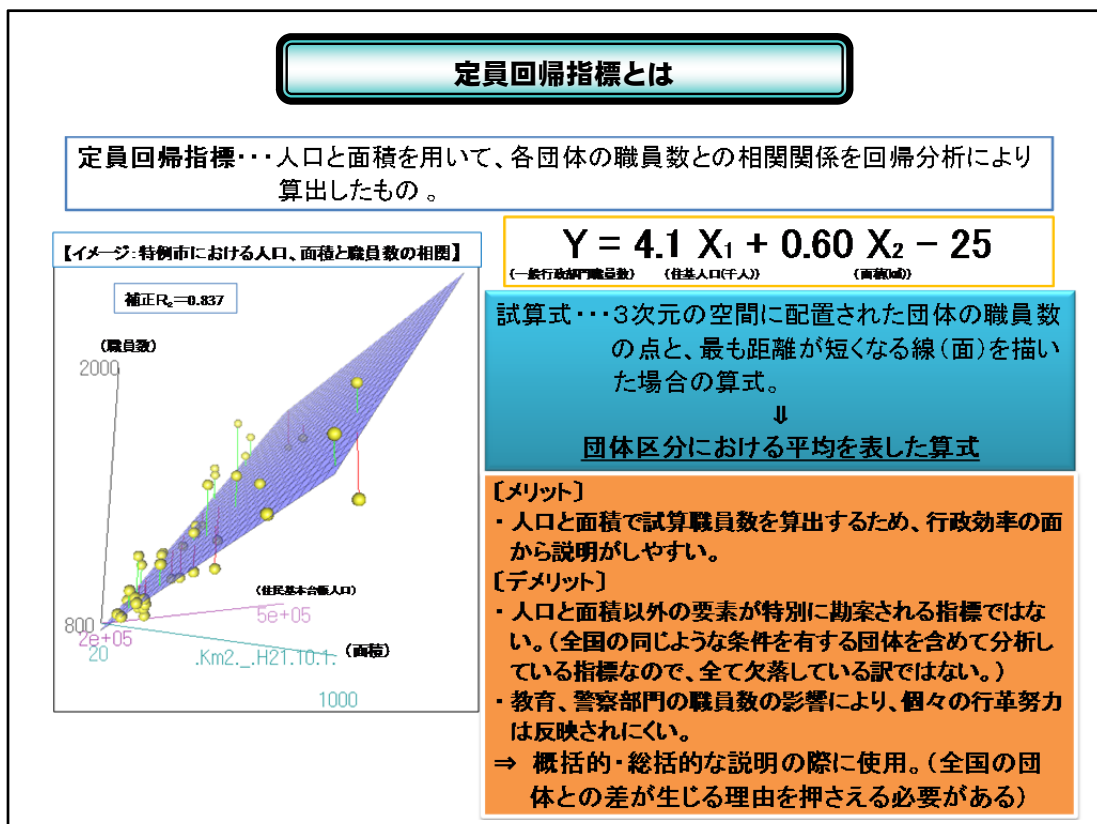 定員回帰指標とは
定員回帰指標･･･人口と面積を用いて、各団体の職員数との相関関係を回帰分析により
算出したもの 。
【イメージ：特例市における人口、面積と職員数の相関】
補正R₂＝0.837
(職員数)
2000
(住民基本台帳人口)
5e+05
800
2e+05
20
.Km2._.H21.10.1.
(面積)
1000
Y = 4.1 X₁ + 0.60 X₂ − 25
(一般行政部門職員数) (住基人口(千人)) (面積(㎢))
試算式･･･３次元の空間に配置された団体の職員数
の点と、最も距離が短くなる線（面）を描い
た場合の算式。
⇓
団体区分における平均を表した算式
〔メリット〕
・ 人口と面積で試算職員数を算出するため、行政効率の面
から説明がしやすい。
〔デメリット〕
・ 人口と面積以外の要素が特別に勘案される指標ではな
い。（全国の同じような条件を有する団体を含めて分析し
ている指標なので、全て欠落している訳ではない。）
・ 教育、警察部門の職員数の影響により、個々の行革努力
は反映されにくい。
⇒ 概括的・総括的な説明の際に使用。（全国の団
体との差が生じる理由を押さえる必要がある）